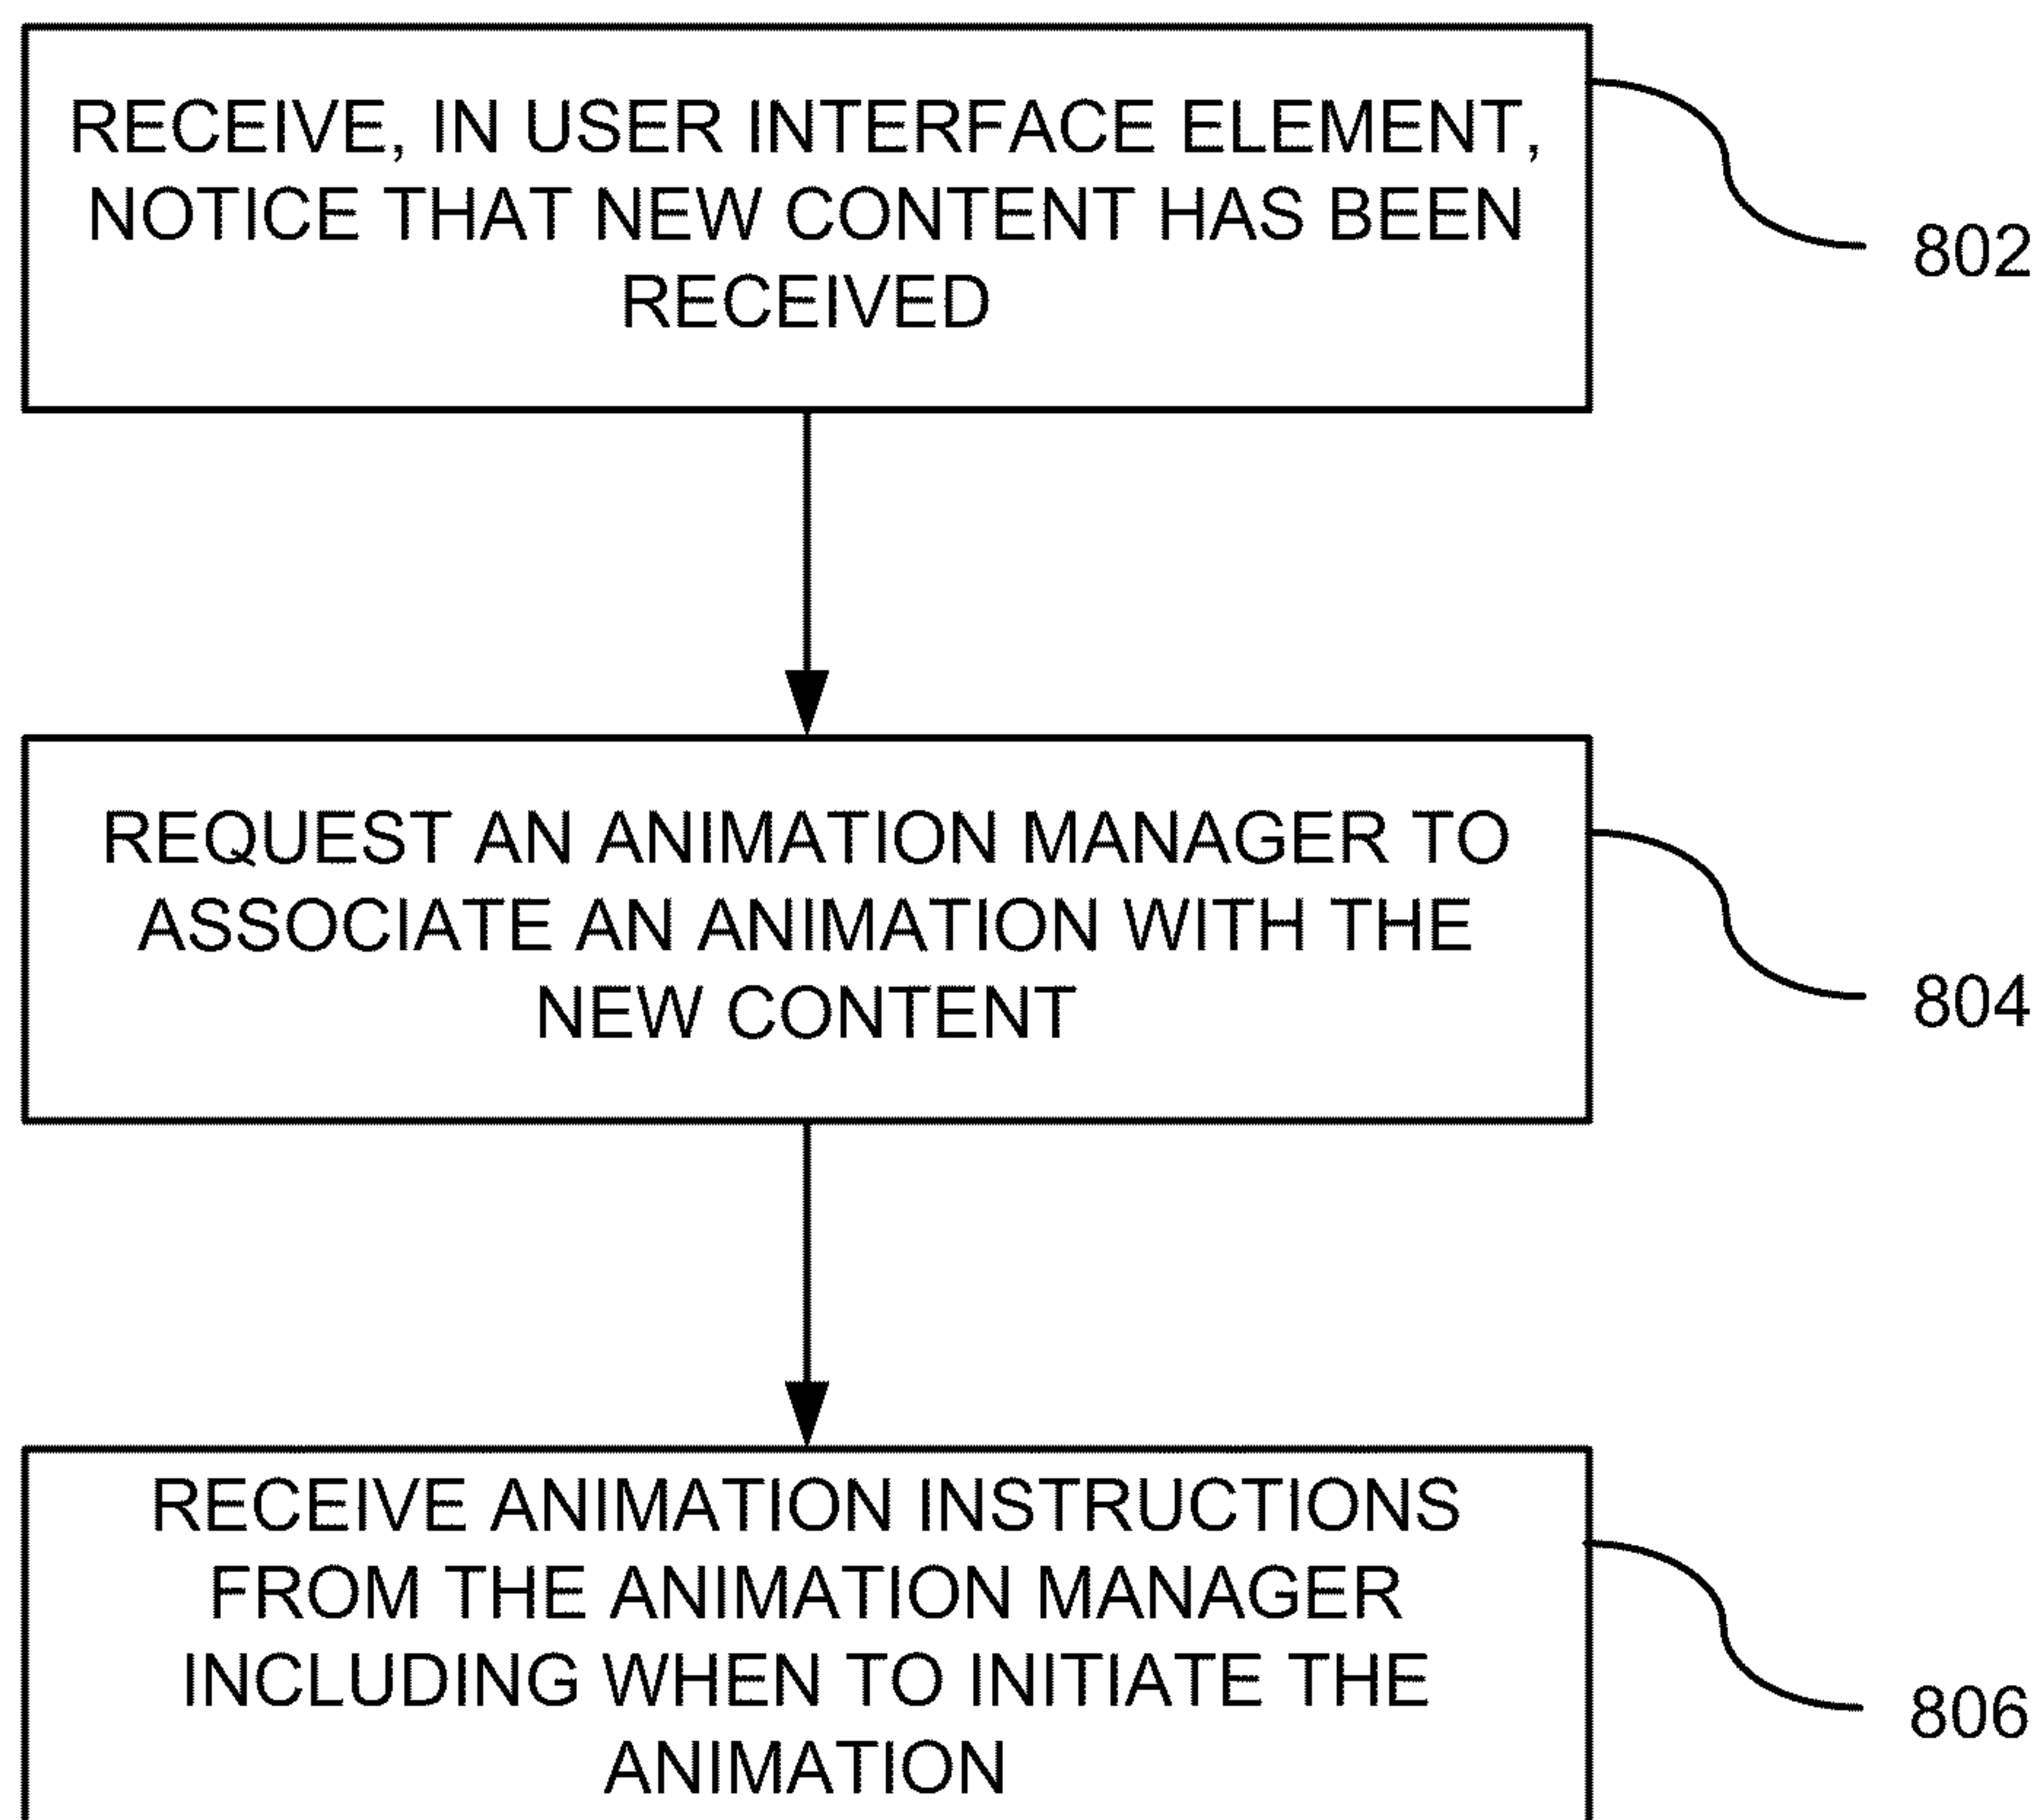 RECEIVE, IN USER INTERFACE ELEMENT,
NOTICE THAT NEW CONTENT HAS BEEN
RECEIVED
802
REQUEST AN ANIMATION MANAGER TO
ASSOCIATE AN ANIMATION WITH THE
NEW CONTENT
804
RECEIVE ANIMATION INSTRUCTIONS
FROM THE ANIMATION MANAGER
INCLUDING WHEN TO INITIATE THE
ANIMATION
806